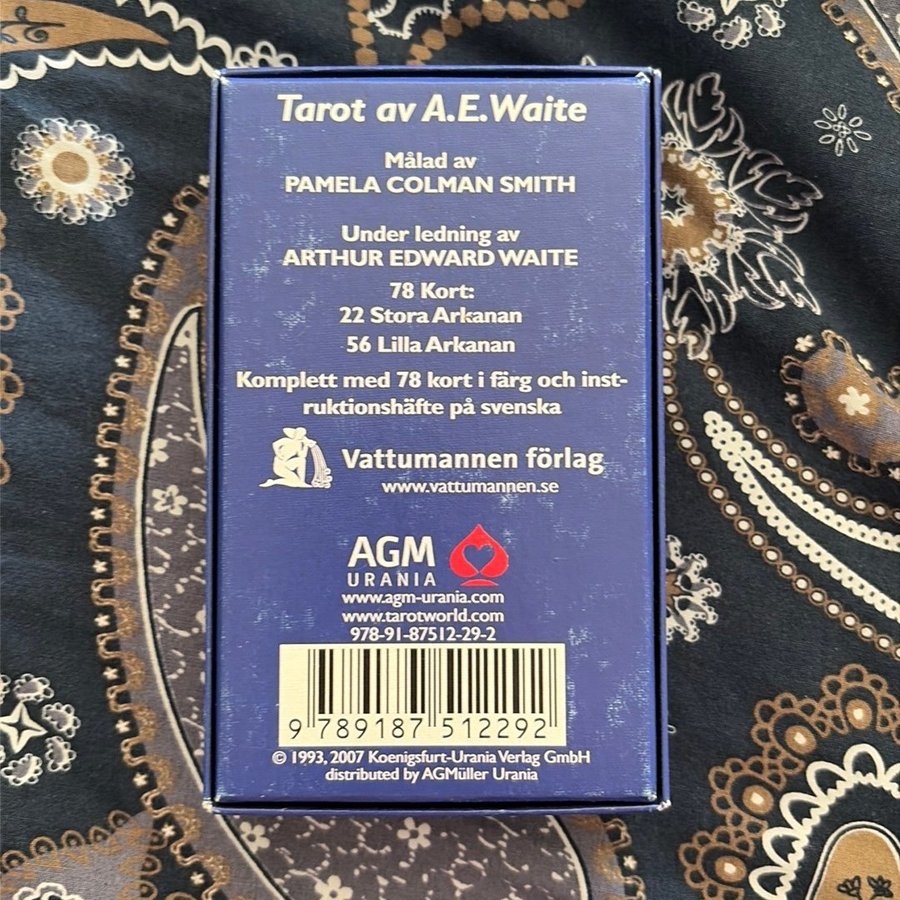 Tarot av A.E.Waite
Målad av
PAMELA COLMAN SMITH
Under ledning av
ARTHUR EDWARD WAITE
78 Kort:
22 Stora Arkanan
56 Lilla Arkanan
Komplett med 78 kort i färg och inst-
ruktionshäfte på svenska
Vattumannen förlag
www.vattumannen.se
AGM
URANIA
www.agm-urania.com
www.tarotworld.com
978-91-87512-29-2
9 789187 512292
© 1993, 2007 Koenigsfurt-Urania Verlag GmbH
distributed by AGMüller Urania